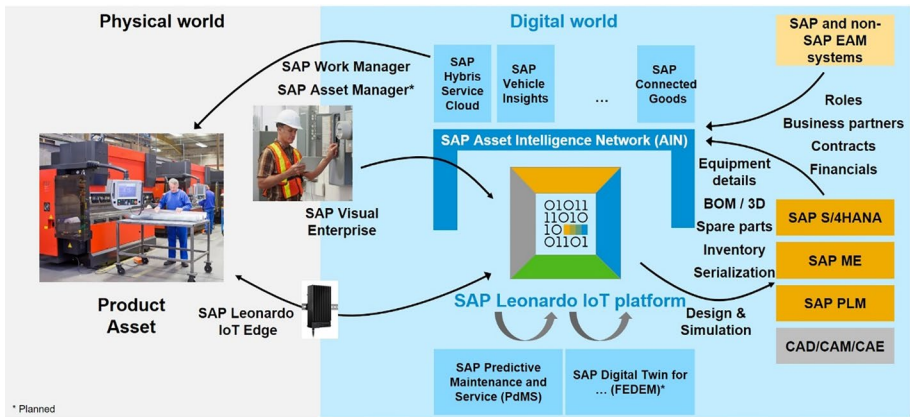 Physical world
Digital world
SAP and non-
SAP EAM
systems
SAP Work Manager
SAP Asset Manager*
SAP
Hybris
Service
Cloud
SAP
Vehicle
Insights
...
SAP
Connected
Goods
Roles
Business partners
Contracts
Financials
SAP Asset Intelligence Network (AIN)
Equipment
details
BOM / 3D
Spare parts
Inventory
Serialization
01011
11010
10
01101
SAP Visual
Enterprise
SAP S/4HANA
SAP ME
SAP PLM
CAD/CAM/CAE
Product
Asset
SAP Leonardo
IoT Edge
SAP Leonardo IoT platform
Design &
Simulation
SAP Predictive
Maintenance and
Service (PdMS)
SAP Digital Twin for
... (FEDEM)*
* Planned